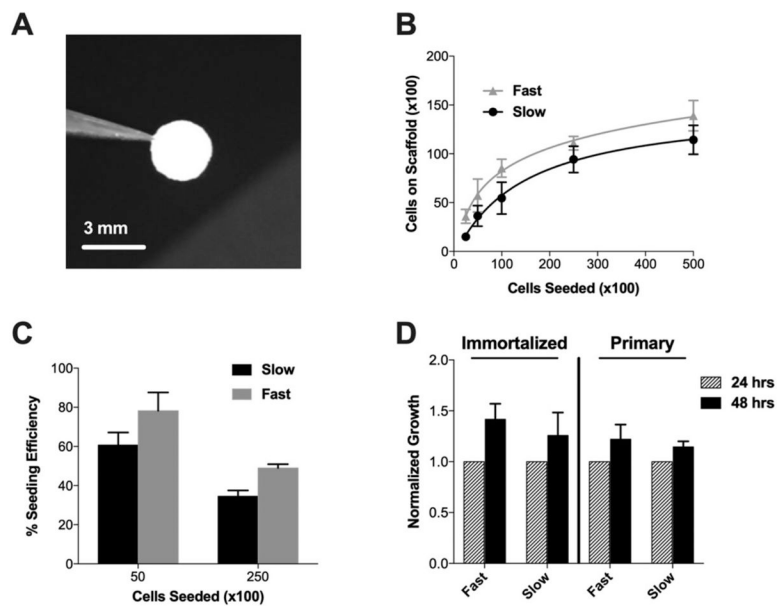 A
3 mm
B
200
150
100
50
0
Cells on Scaffold (x100)
Fast
Slow
0 100 200 300 400 500
Cells Seeded (x100)
C
100
80
60
40
20
0
% Seeding Efficiency
Slow
Fast
50 250
Cells Seeded (x100)
D
Immortalized Primary
2.0
1.5
1.0
0.5
0.0
Normalized Growth
24 hrs
48 hrs
Fast Slow Fast Slow